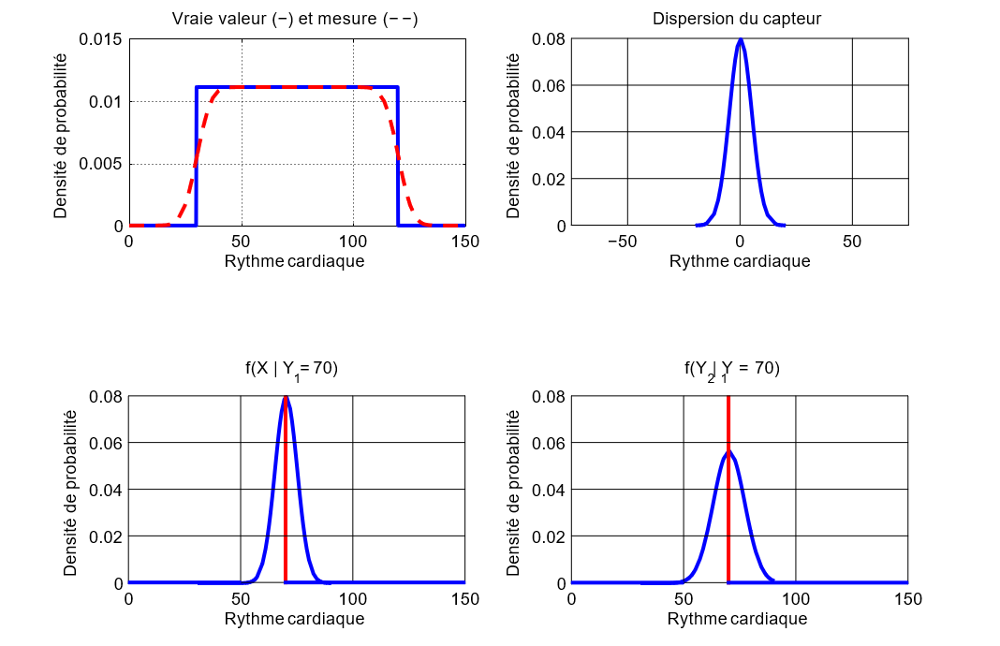 Vraie valeur (−) et mesure (− −)
Densité de probabilité
0.015
0.01
0.005
0
0
50
100
150
Rythme cardiaque
Dispersion du capteur
Densité de probabilité
0.08
0.06
0.04
0.02
0
−50
0
50
Rythme cardiaque
f(X | Y1= 70)
Densité de probabilité
0.08
0.06
0.04
0.02
0
0
50
100
150
Rythme cardiaque
f(Y2| Y1 = 70)
Densité de probabilité
0.08
0.06
0.04
0.02
0
0
50
100
150
Rythme cardiaque